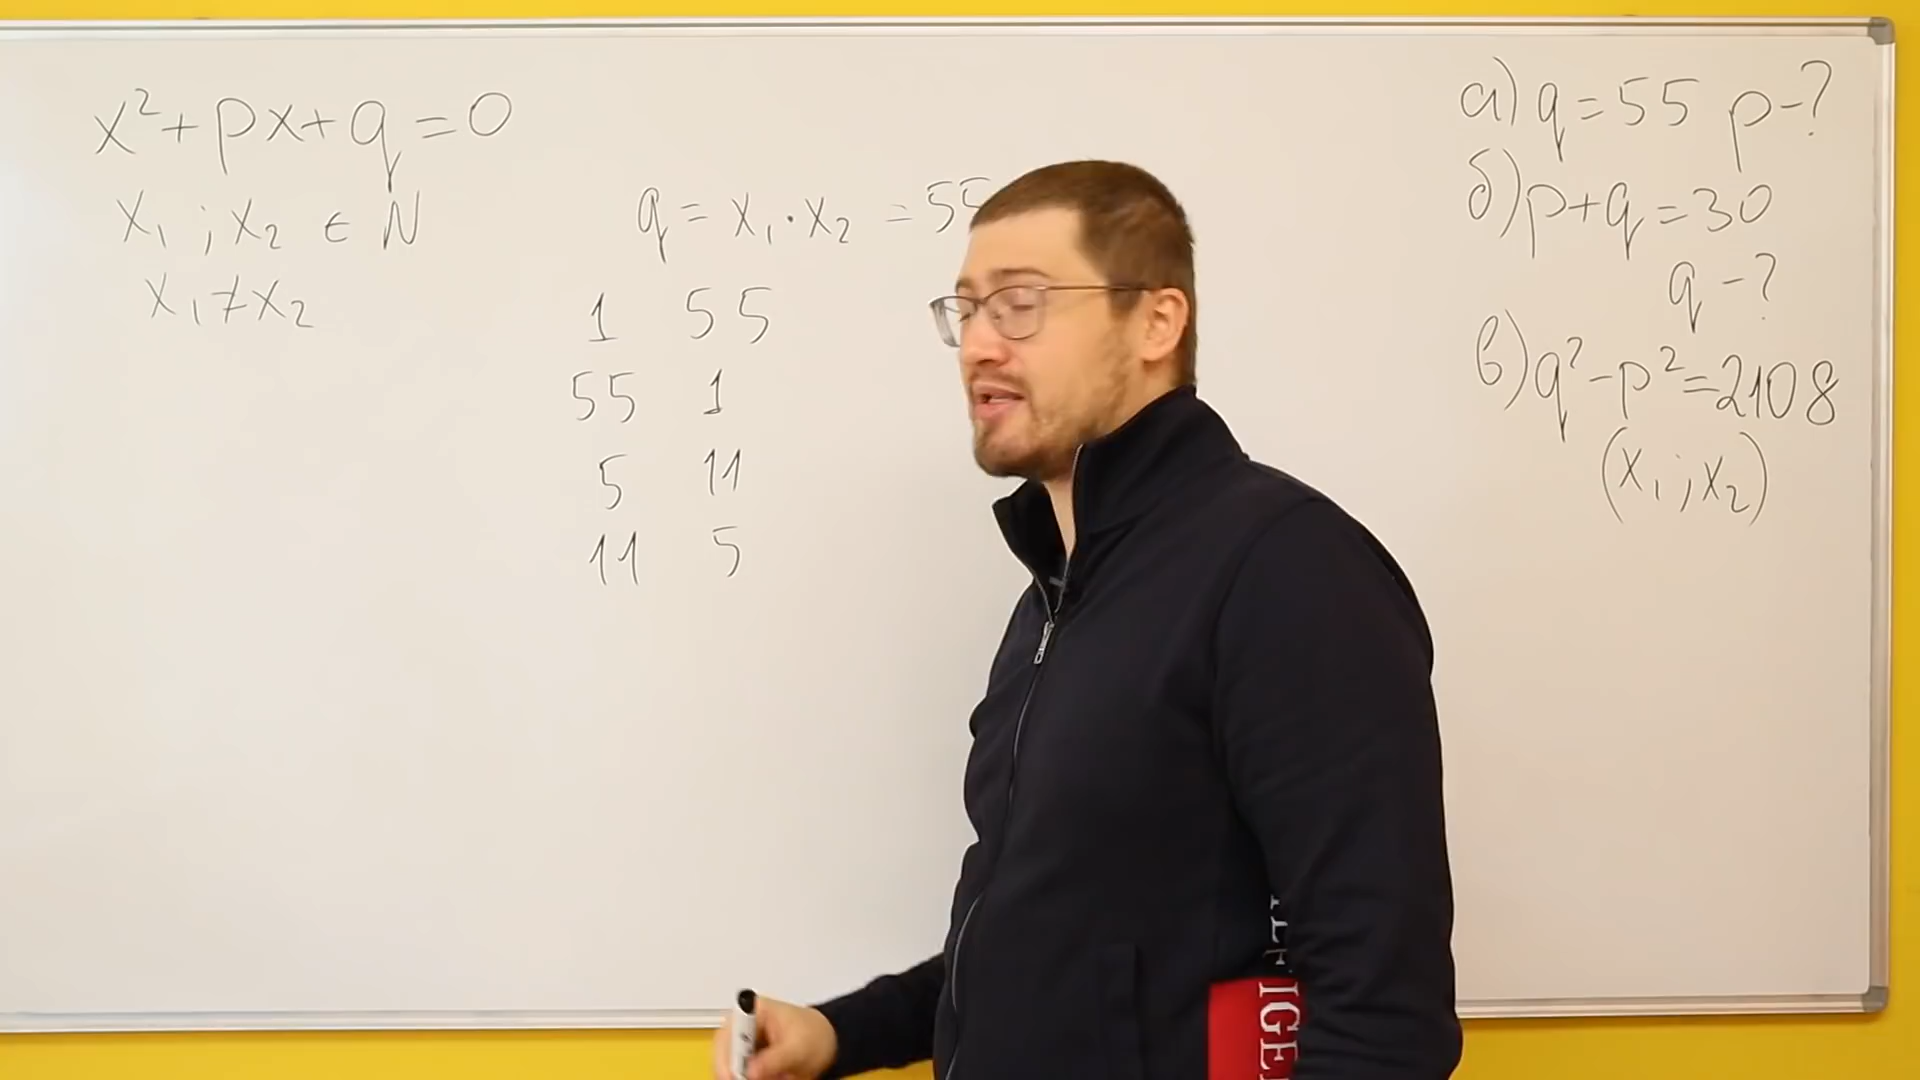 x² + px + q = 0
x₁ ; x₂ ∈ N
x₁ ≠ x₂
q = x₁ · x₂ = 55
1 55
55 1
5 11
11 5
а) q = 55 p - ?
б) p + q = 30
q - ?
в) q² - p² = 2108
(x₁ ; x₂)